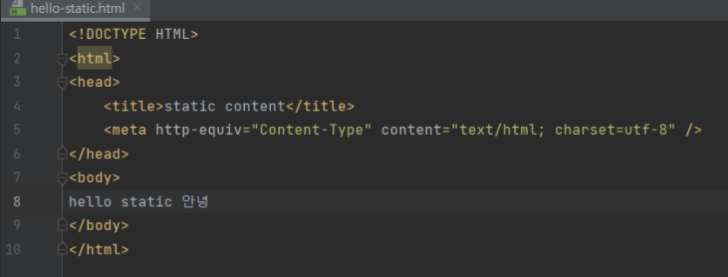 hello-static.html
1 <!DOCTYPE HTML>
2 <html>
3 <head>
4     <title>static content</title>
5     <meta http-equiv="Content-Type" content="text/html; charset=utf-8" />
6 </head>
7 <body>
8 hello static 안녕
9 </body>
10 </html>